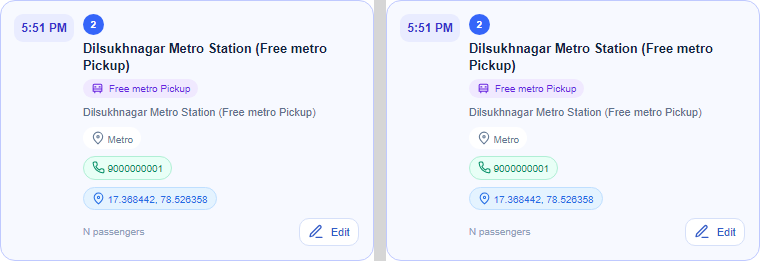 5:51 PM
2
Dilsukhnagar Metro Station (Free metro
Pickup)
Free metro Pickup
Dilsukhnagar Metro Station (Free metro Pickup)
Metro
9000000001
17.368442, 78.526358
N passengers
Edit
5:51 PM
2
Dilsukhnagar Metro Station (Free metro
Pickup)
Free metro Pickup
Dilsukhnagar Metro Station (Free metro Pickup)
Metro
9000000001
17.368442, 78.526358
N passengers
Edit